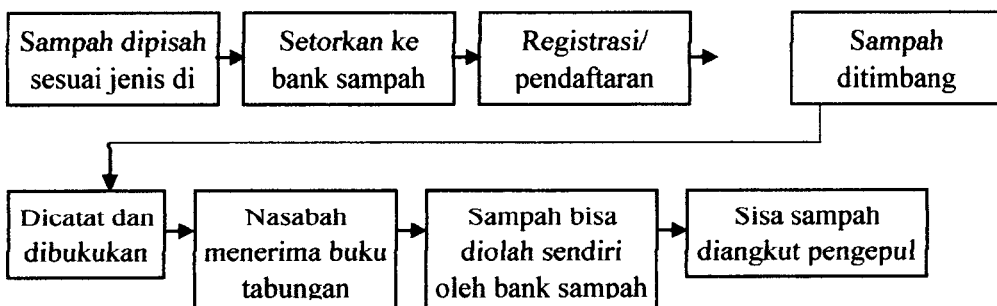 Sampah dipisah
sesuai jenis di
Setorkan ke
bank sampah
Registrasi/
pendaftaran
Sampah
ditimbang
Dicatat dan
dibukukan
Nasabah
menerima buku
tabungan
Sampah bisa
diolah sendiri
oleh bank sampah
Sisa sampah
diangkut pengepul